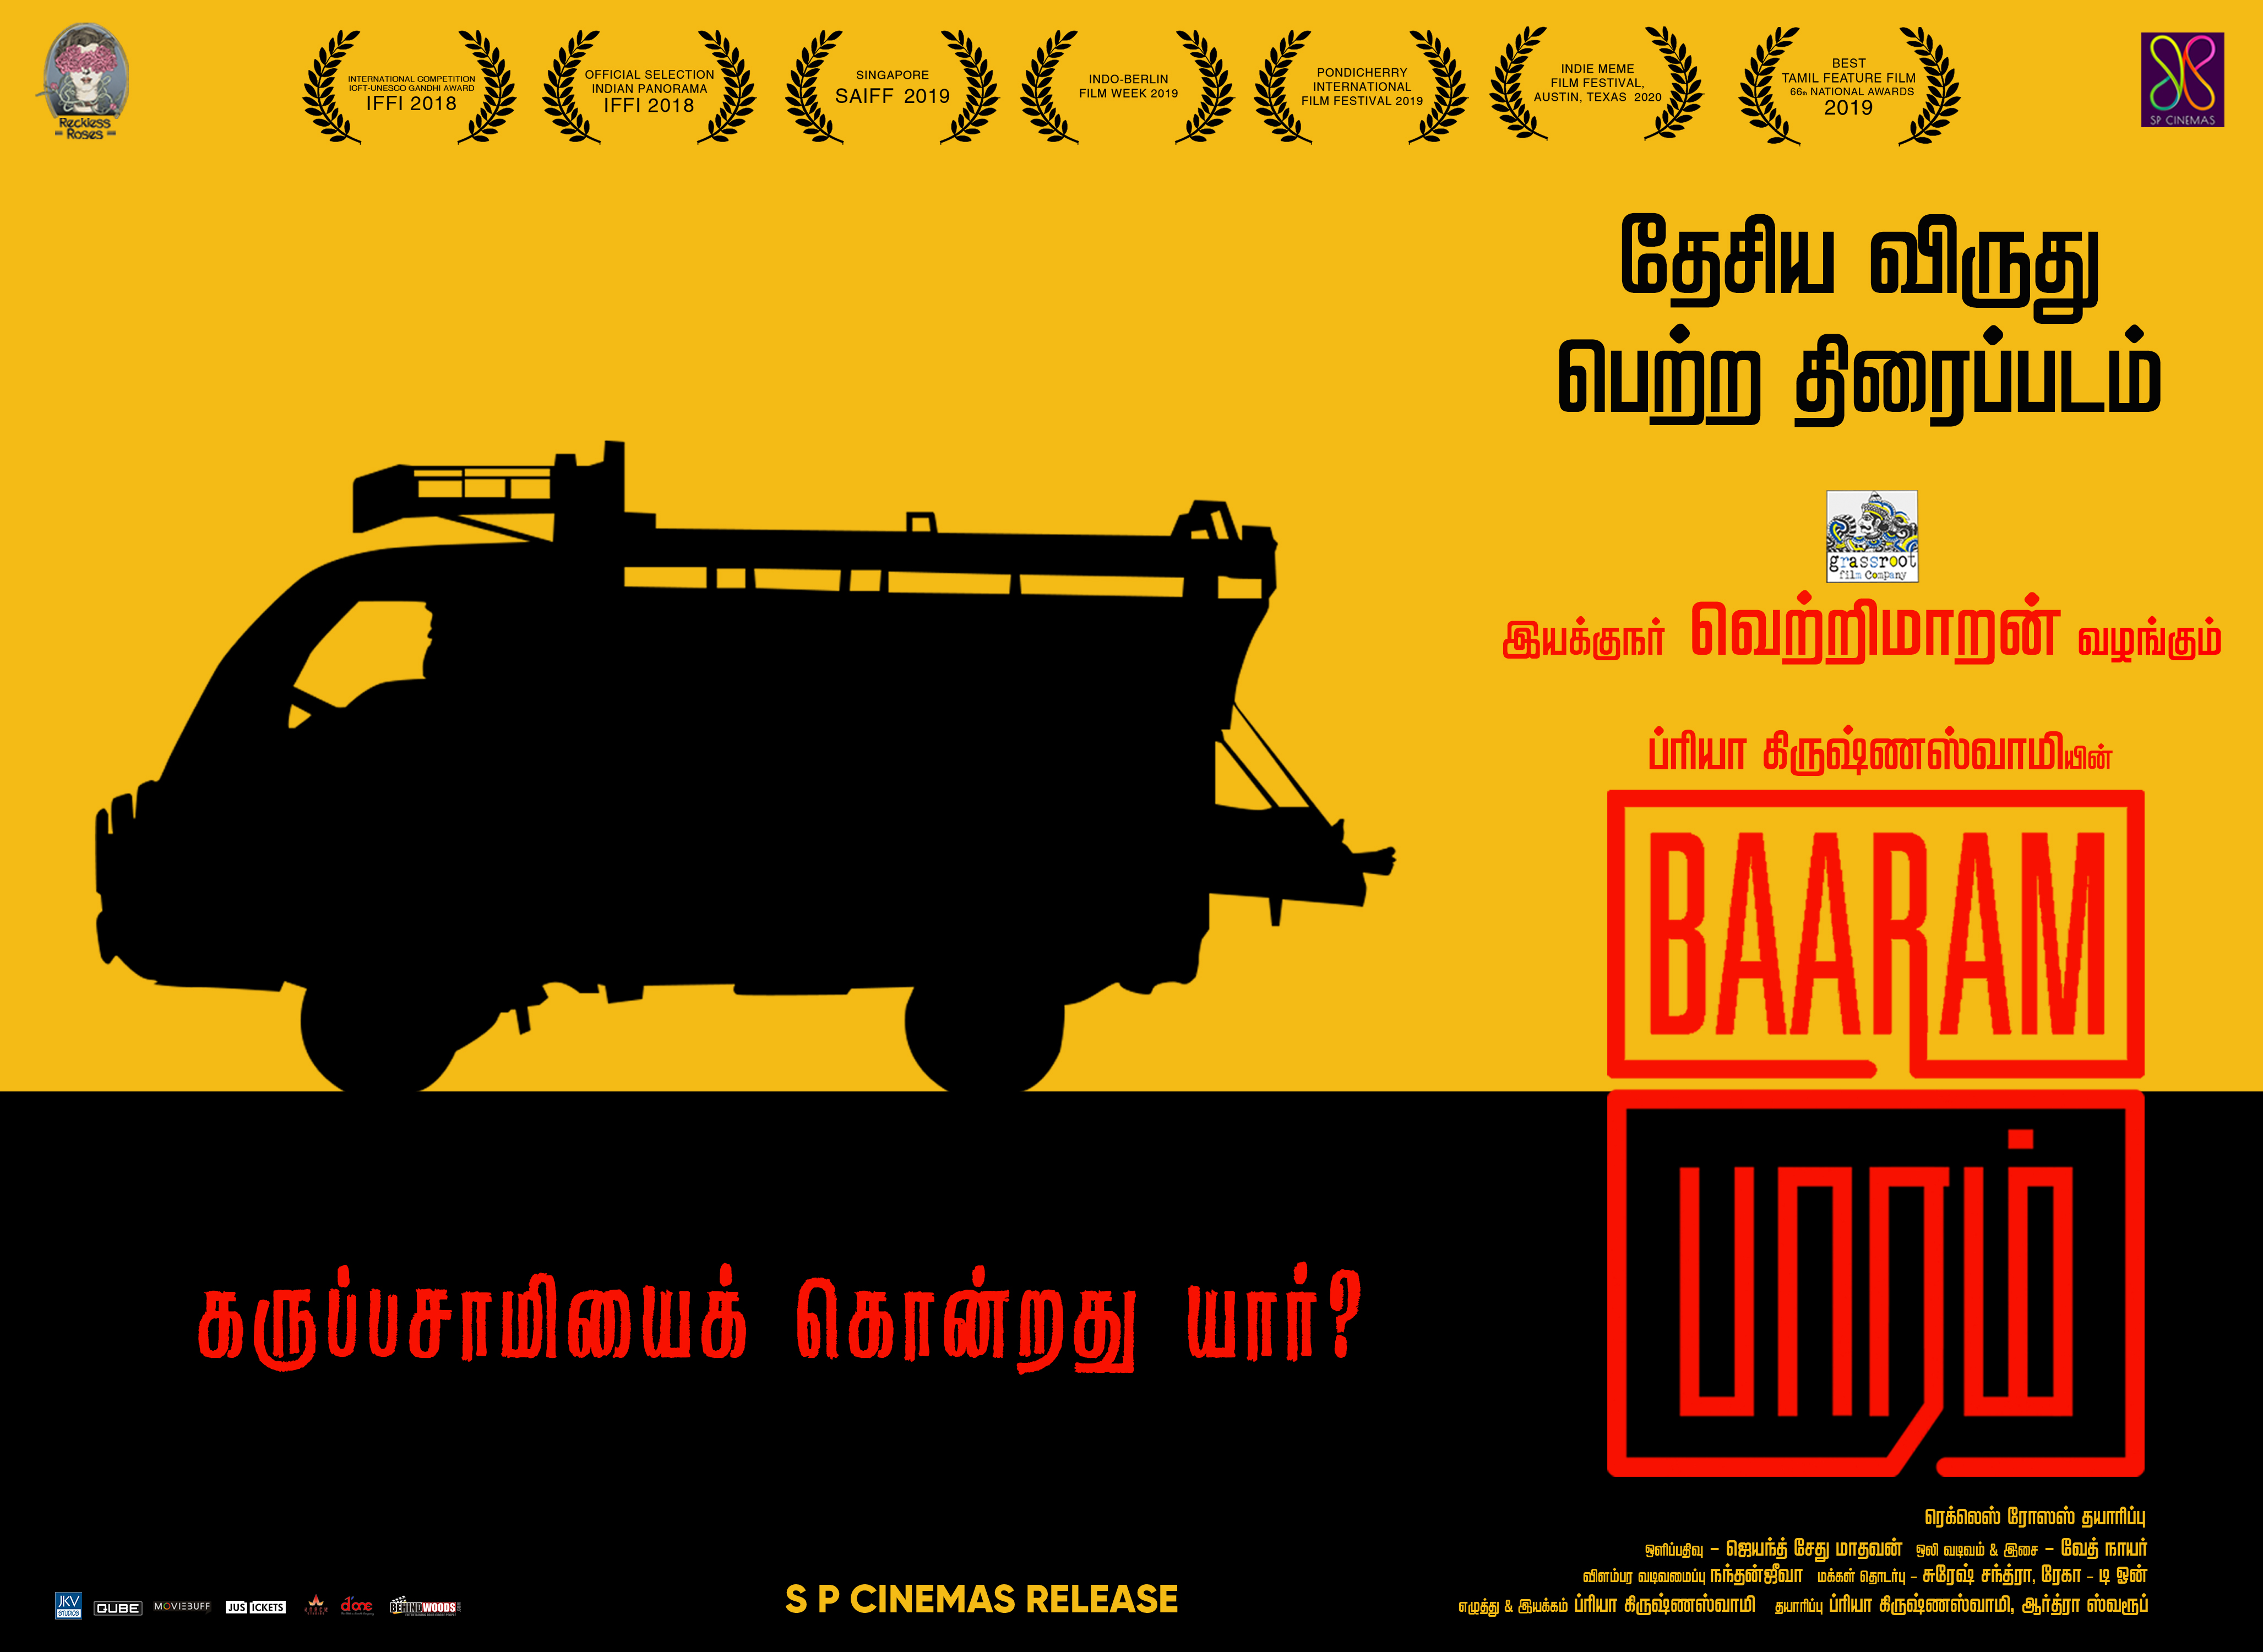 Reckless
Roses
INTERNATIONAL COMPETITION
ICFT-UNESCO GANDHI AWARD
IFFI 2018
OFFICIAL SELECTION
INDIAN PANORAMA
IFFI 2018
SINGAPORE
SAIFF 2019
INDO-BERLIN
FILM WEEK 2019
PONDICHERRY
INTERNATIONAL
FILM FESTIVAL 2019
INDIE MEME
FILM FESTIVAL,
AUSTIN, TEXAS 2020
BEST
TAMIL FEATURE FILM
66th NATIONAL AWARDS
2019
SP CINEMAS
தேசிய விருது
பெற்ற திரைப்படம்
grassroot
film Company
இயக்குநர் வெற்றிமாறன் வழங்கும்
ப்ரியா கிருஷ்ணஸ்வாமியின்
BAARAM
பாரம்
கருப்பசாமியைக் கொன்றது யார்?
ரெக்லெஸ் ரோஸஸ் தயாரிப்பு
ஒளிப்பதிவு – ஜெயந்த் சேது மாதவன் ஒலி வடிவம் & இசை – வேத் நாயர்
விளம்பர வடிவமைப்பு நந்தன்ஜீவா மக்கள் தொடர்பு – சுரேஷ் சந்த்ரா, ரேகா – டி ஒன்
எழுத்து & இயக்கம் ப்ரியா கிருஷ்ணஸ்வாமி தயாரிப்பு ப்ரியா கிருஷ்ணஸ்வாமி, ஆர்த்ரா ஸ்வரூப்
S P CINEMAS RELEASE
JKV
STUDIOS
QUBE
MOVIEBUFF
JUSTICKETS
d'one
BEHINDWOODS